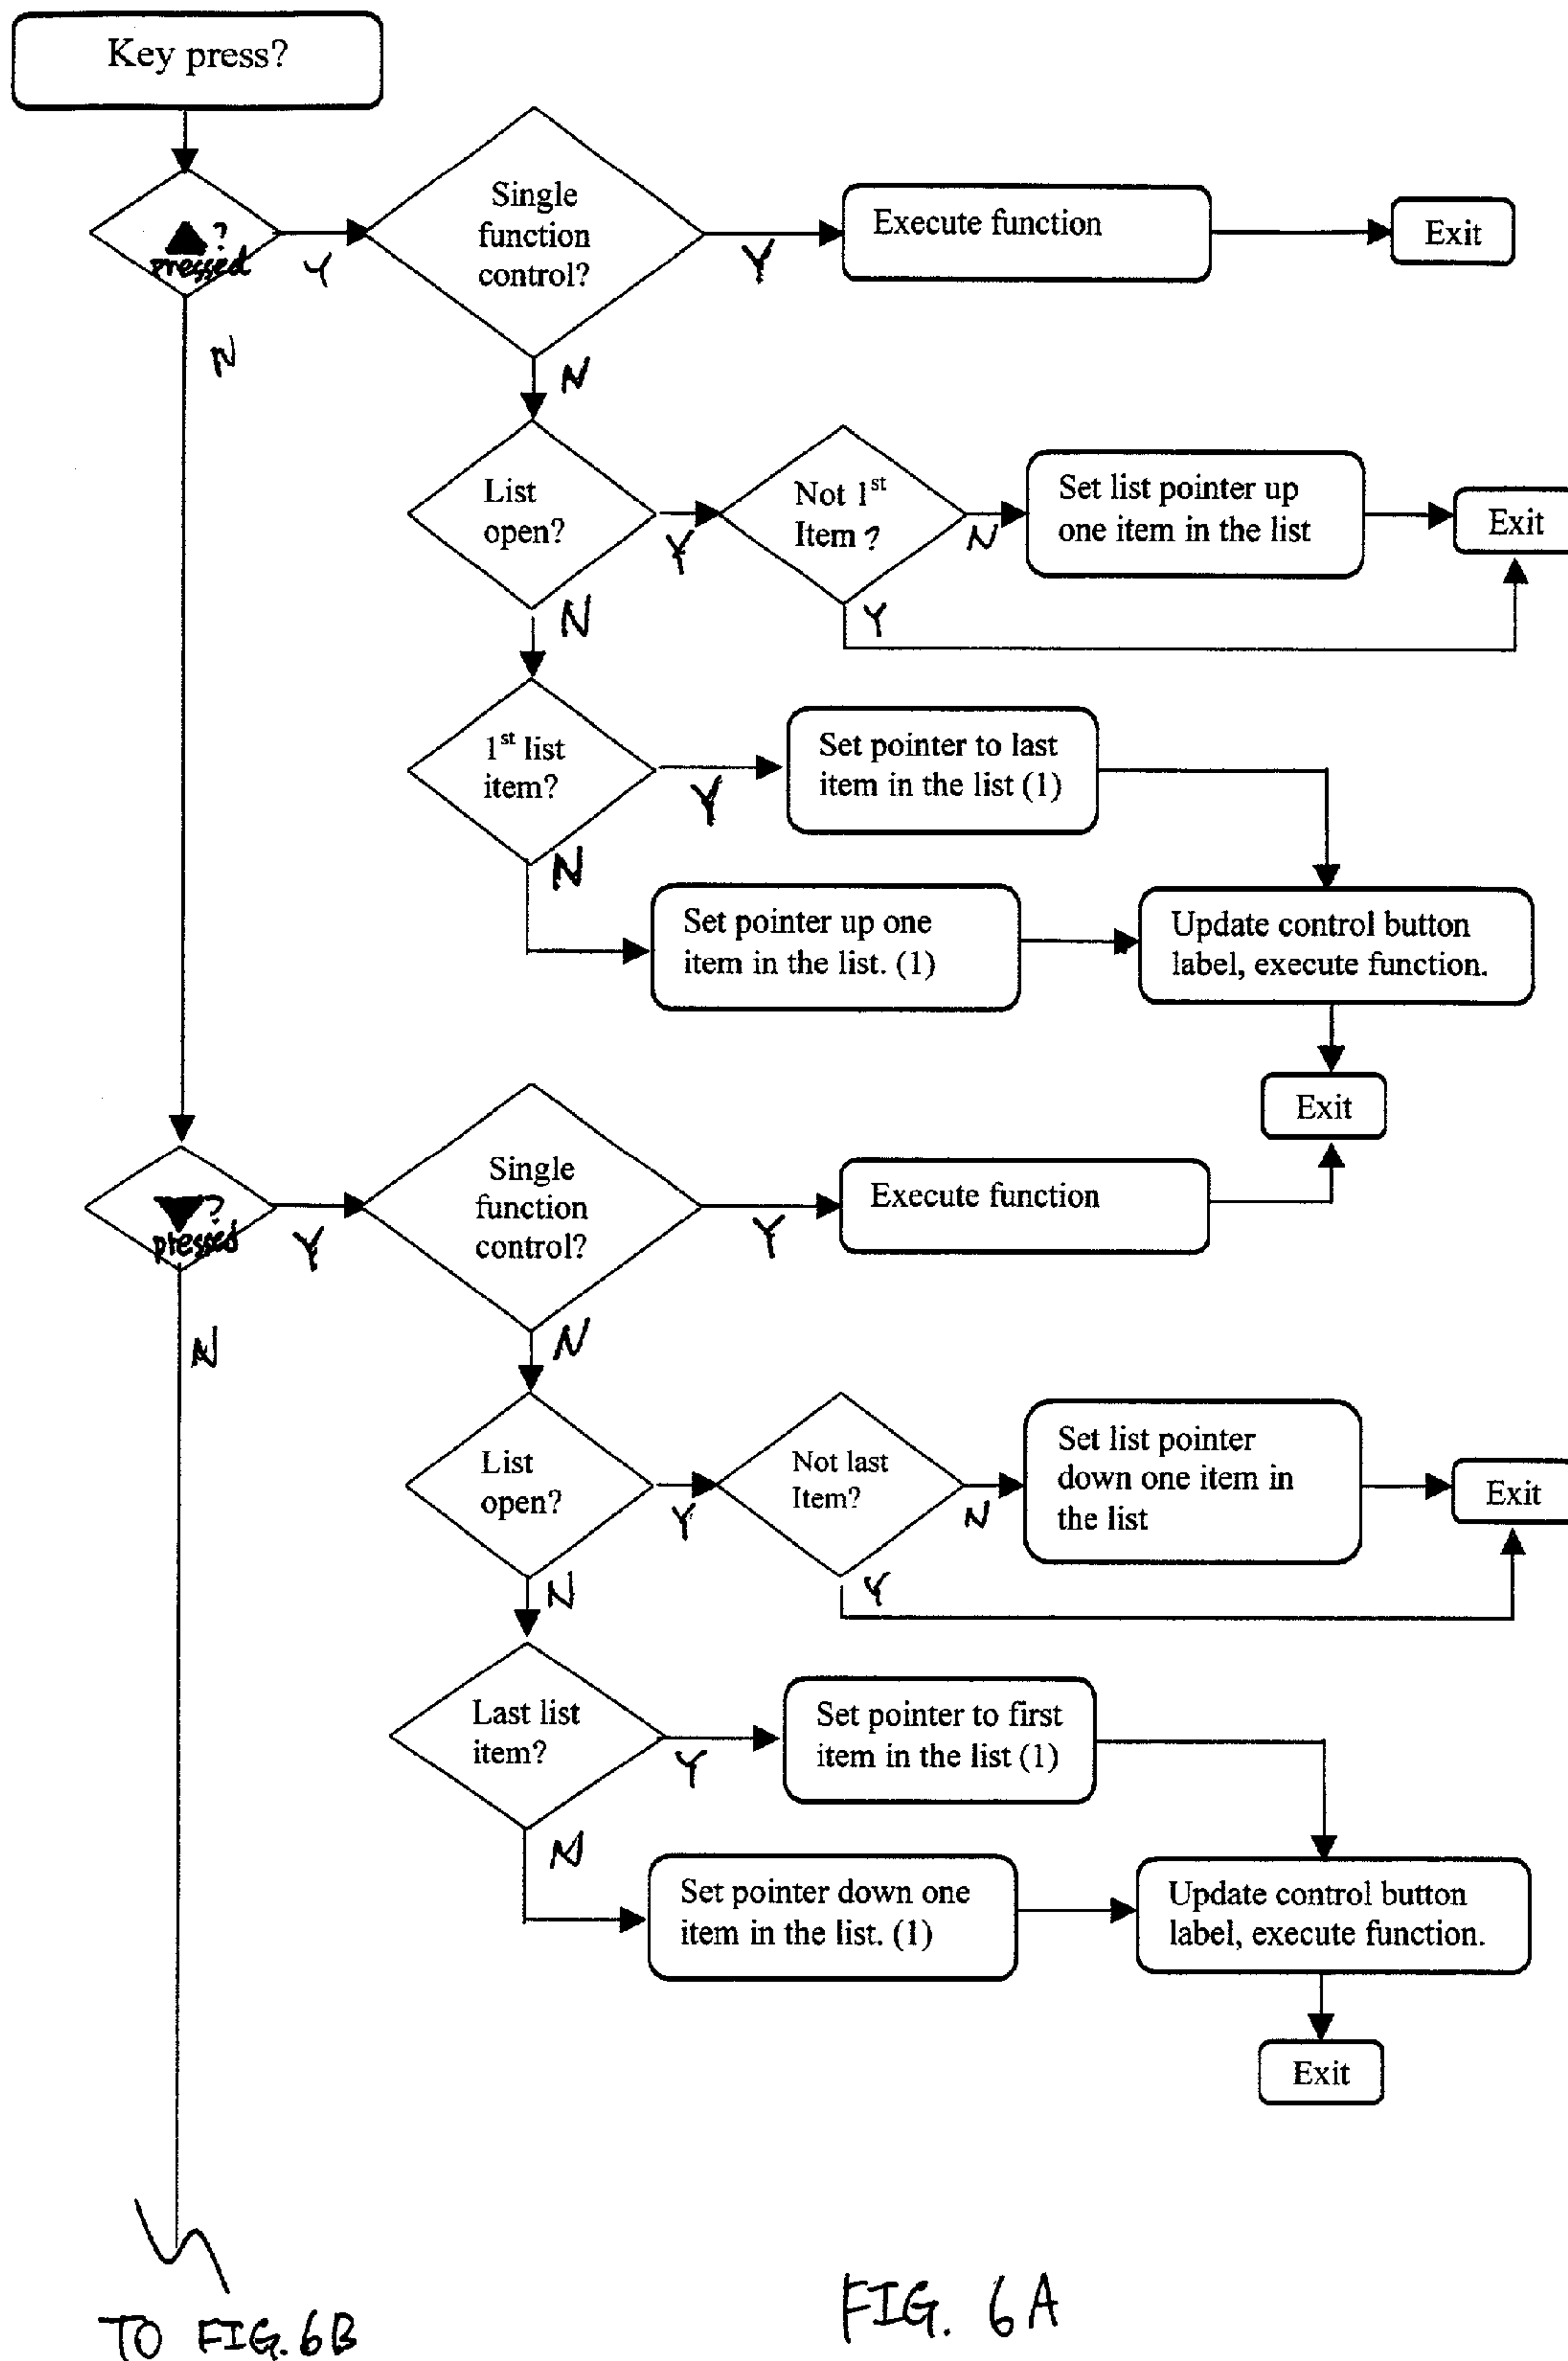 Key press?
▲?
pressed
Y
N
Single
function
control?
Y
Execute function
Exit
N
List
open?
Y
Not 1st
Item ?
N
Set list pointer up
one item in the list
Exit
Y
N
1st list
item?
Y
Set pointer to last
item in the list (1)
N
Set pointer up one
item in the list. (1)
Update control button
label, execute function.
Exit
▼?
pressed
Y
N
Single
function
control?
Y
Execute function
N
List
open?
Y
Not last
Item?
N
Set list pointer
down one item in
the list
Exit
Y
N
Last list
item?
Y
Set pointer to first
item in the list (1)
N
Set pointer down one
item in the list. (1)
Update control button
label, execute function.
Exit
TO FIG. 6B
FIG. 6A